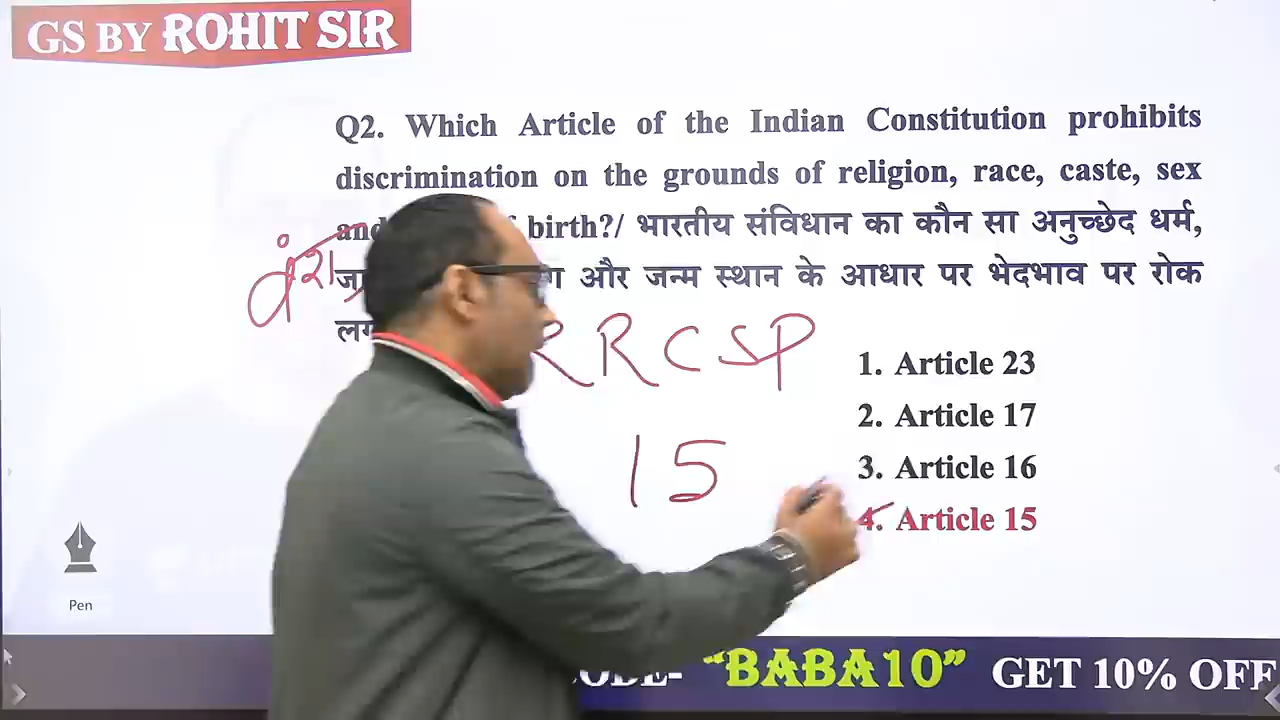 GS BY ROHIT SIR
Q2. Which Article of the Indian Constitution prohibits
discrimination on the grounds of religion, race, caste, sex
and birth?/ भारतीय संविधान का कौन सा अनुच्छेद धर्म,
और जन्म स्थान के आधार पर भेदभाव पर रोक
वंश
R R C S P
15
1. Article 23
2. Article 17
3. Article 16
4. Article 15
Pen
"BABA10" GET 10% OFF